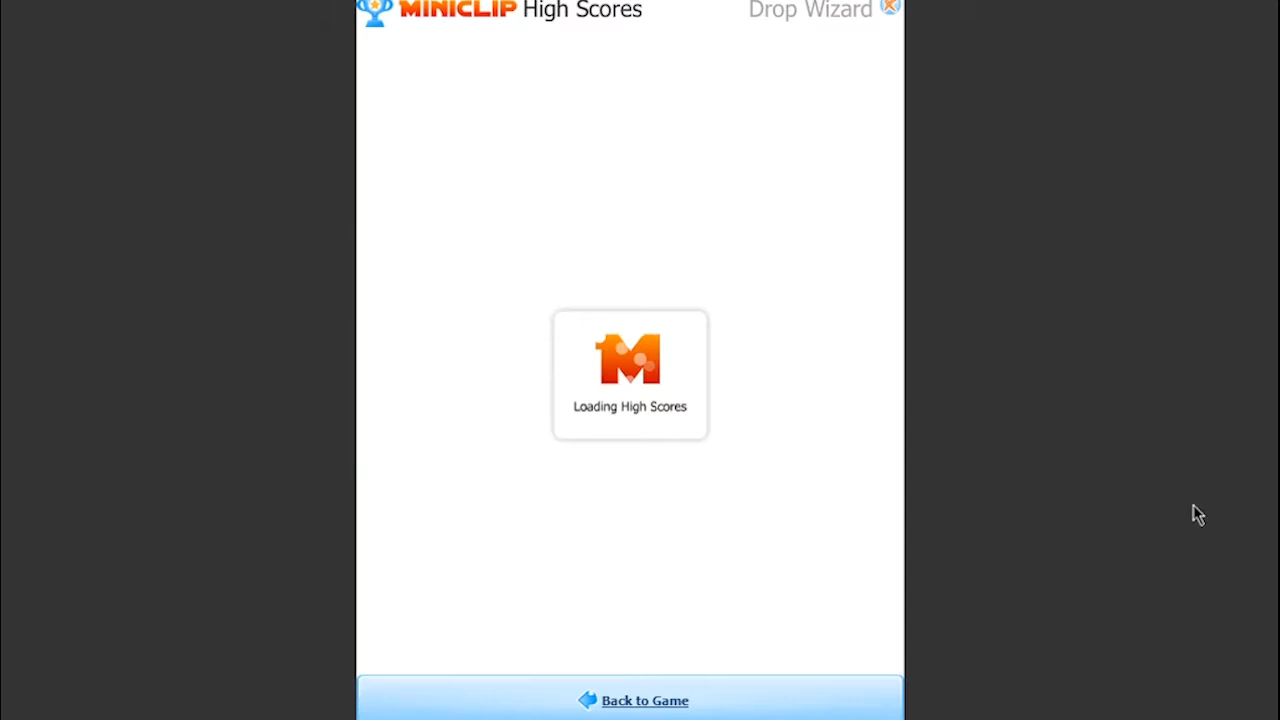 MINICLIP High Scores
Drop Wizard
Loading High Scores
Back to Game